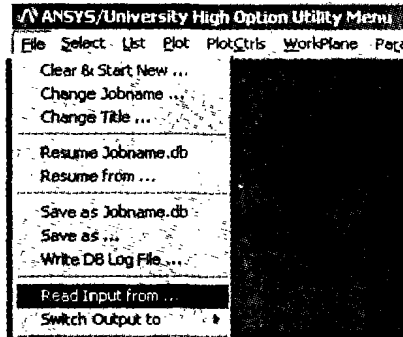 ANSYS/University High Option Utility Menu
File Select List Plot PlotCtrls WorkPlane Para
Clear & Start New ...
Change Jobname ...
Change Title ...
Resume Jobname.db
Resume from ...
Save as Jobname.db
Save as ...
Write DB Log File ...
Read Input from ...
Switch Output to